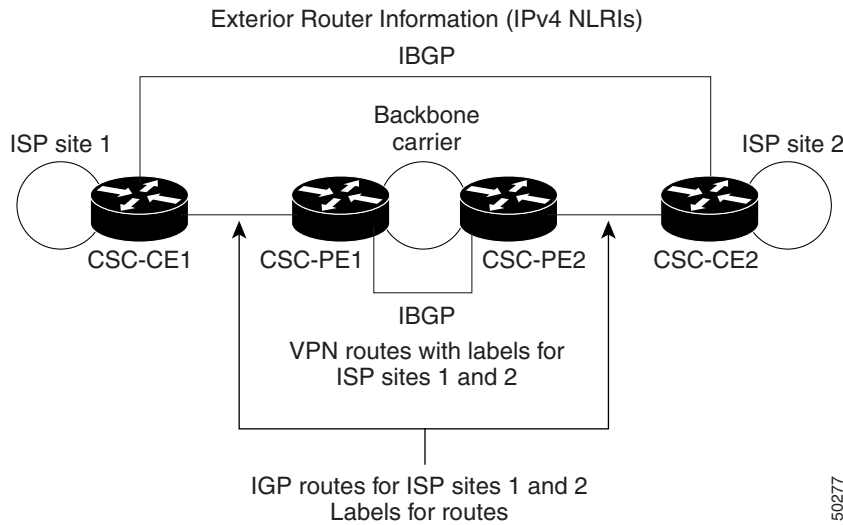 Exterior Router Information (IPv4 NLRIs)
IBGP
ISP site 1
Backbone
carrier
ISP site 2
CSC-CE1
CSC-PE1
CSC-PE2
CSC-CE2
IBGP
VPN routes with labels for
ISP sites 1 and 2
IGP routes for ISP sites 1 and 2
Labels for routes
50277